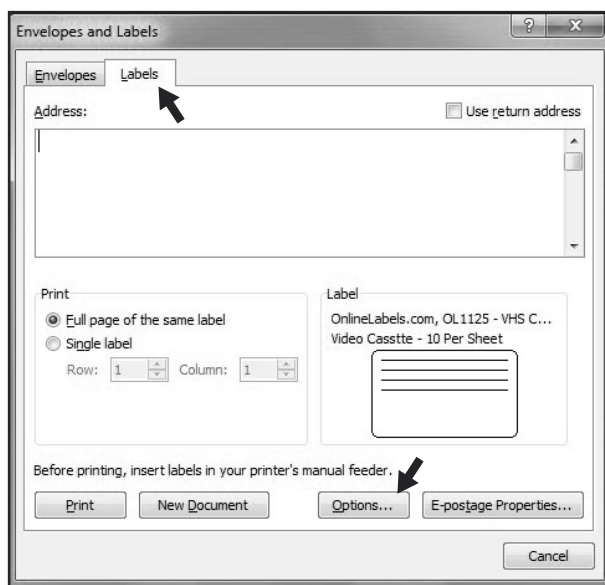 Envelopes and Labels
Envelopes Labels
Address: Use return address
Print
Full page of the same label
Single label
Row: 1 Column: 1
Label
OnlineLabels.com, OL1125 - VHS C...
Video Casstte - 10 Per Sheet
Before printing, insert labels in your printer's manual feeder.
Print New Document Options... E-postage Properties...
Cancel